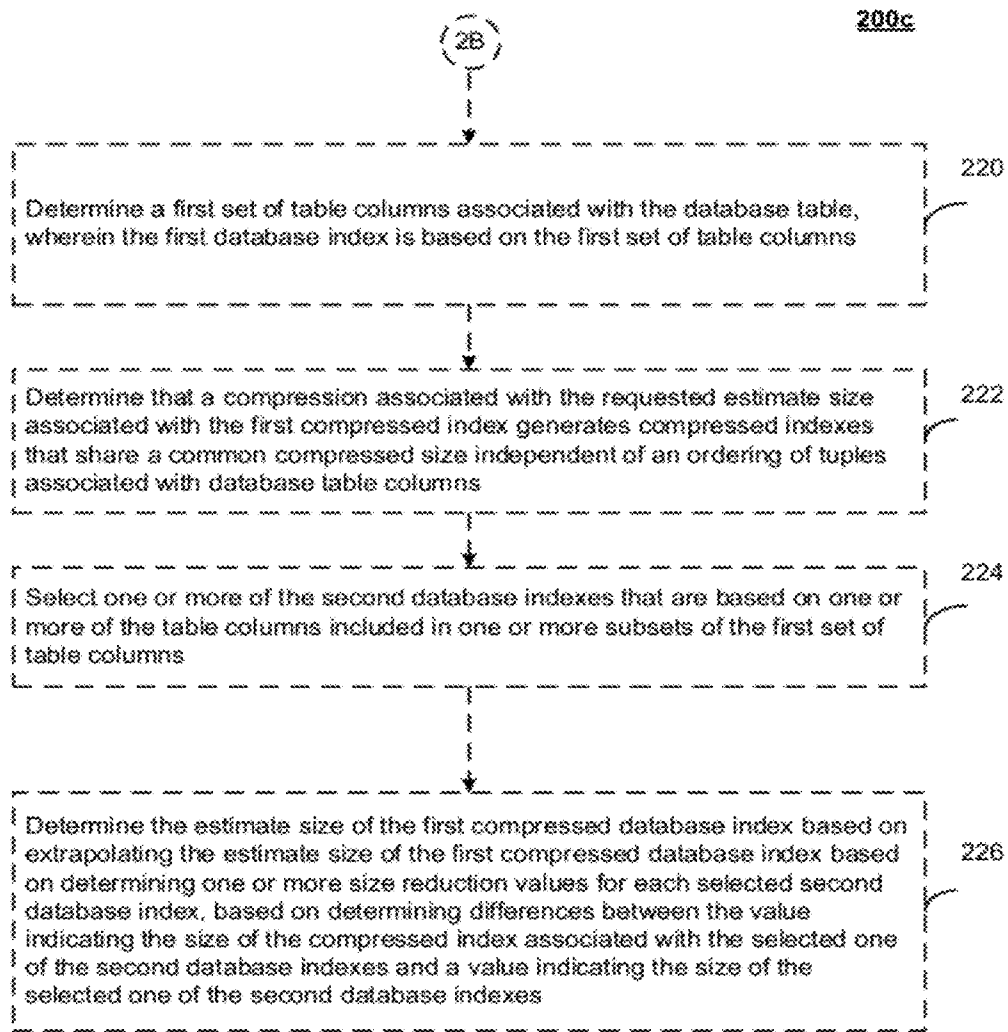 200c
2B
220
Determine a first set of table columns associated with the database table,
wherein the first database index is based on the first set of table columns
222
Determine that a compression associated with the requested estimate size
associated with the first compressed index generates compressed indexes
that share a common compressed size independent of an ordering of tuples
associated with database table columns
224
Select one or more of the second database indexes that are based on one or
more of the table columns included in one or more subsets of the first set of
table columns
226
Determine the estimate size of the first compressed database index based on
extrapolating the estimate size of the first compressed database index based
on determining one or more size reduction values for each selected second
database index, based on determining differences between the value
indicating the size of the compressed index associated with the selected one
of the second database indexes and a value indicating the size of the
selected one of the second database indexes